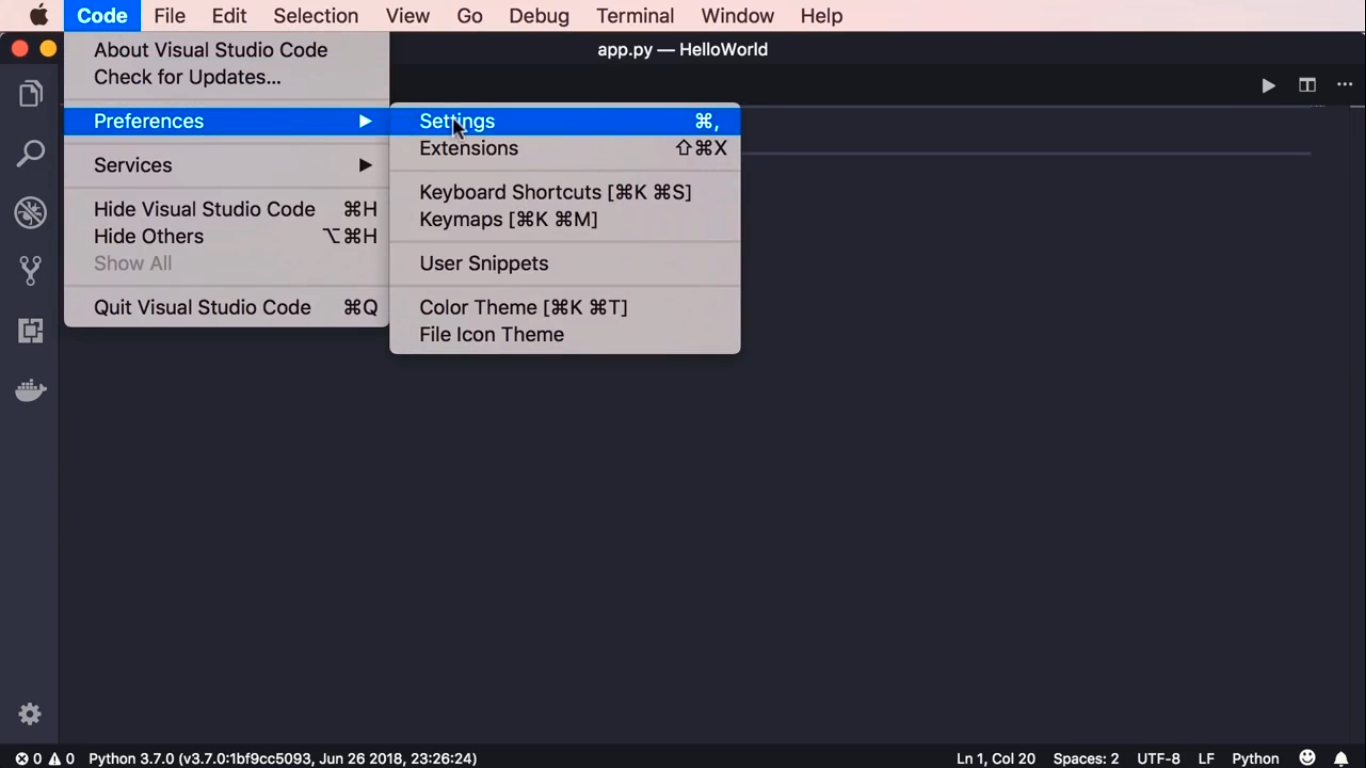 Code File Edit Selection View Go Debug Terminal Window Help
app.py — HelloWorld
About Visual Studio Code
Check for Updates...
Preferences ▶
Services ▶
Hide Visual Studio Code ⌘H
Hide Others ⌥⌘H
Show All
Quit Visual Studio Code ⌘Q
Settings ⌘,
Extensions ⇧⌘X
Keyboard Shortcuts [⌘K ⌘S]
Keymaps [⌘K ⌘M]
User Snippets
Color Theme [⌘K ⌘T]
File Icon Theme
0 0 Python 3.7.0 (v3.7.0:1bf9cc5093, Jun 26 2018, 23:26:24) Ln 1, Col 20 Spaces: 2 UTF-8 LF Python